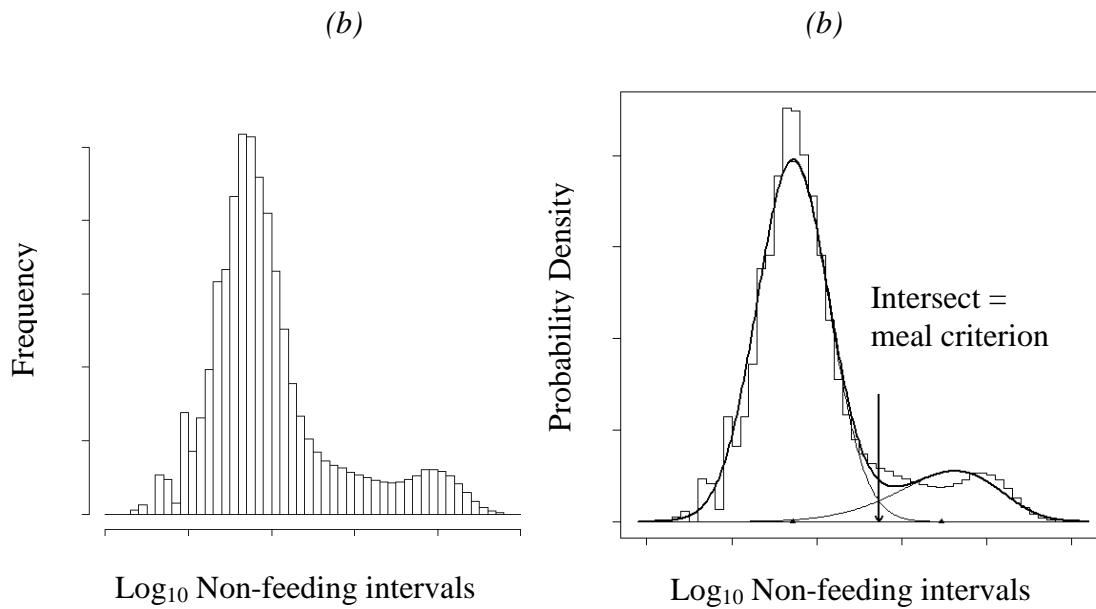 (b)
(b)
Frequency
Log₁₀ Non-feeding intervals
Probability Density
Intersect =
meal criterion
Log₁₀ Non-feeding intervals